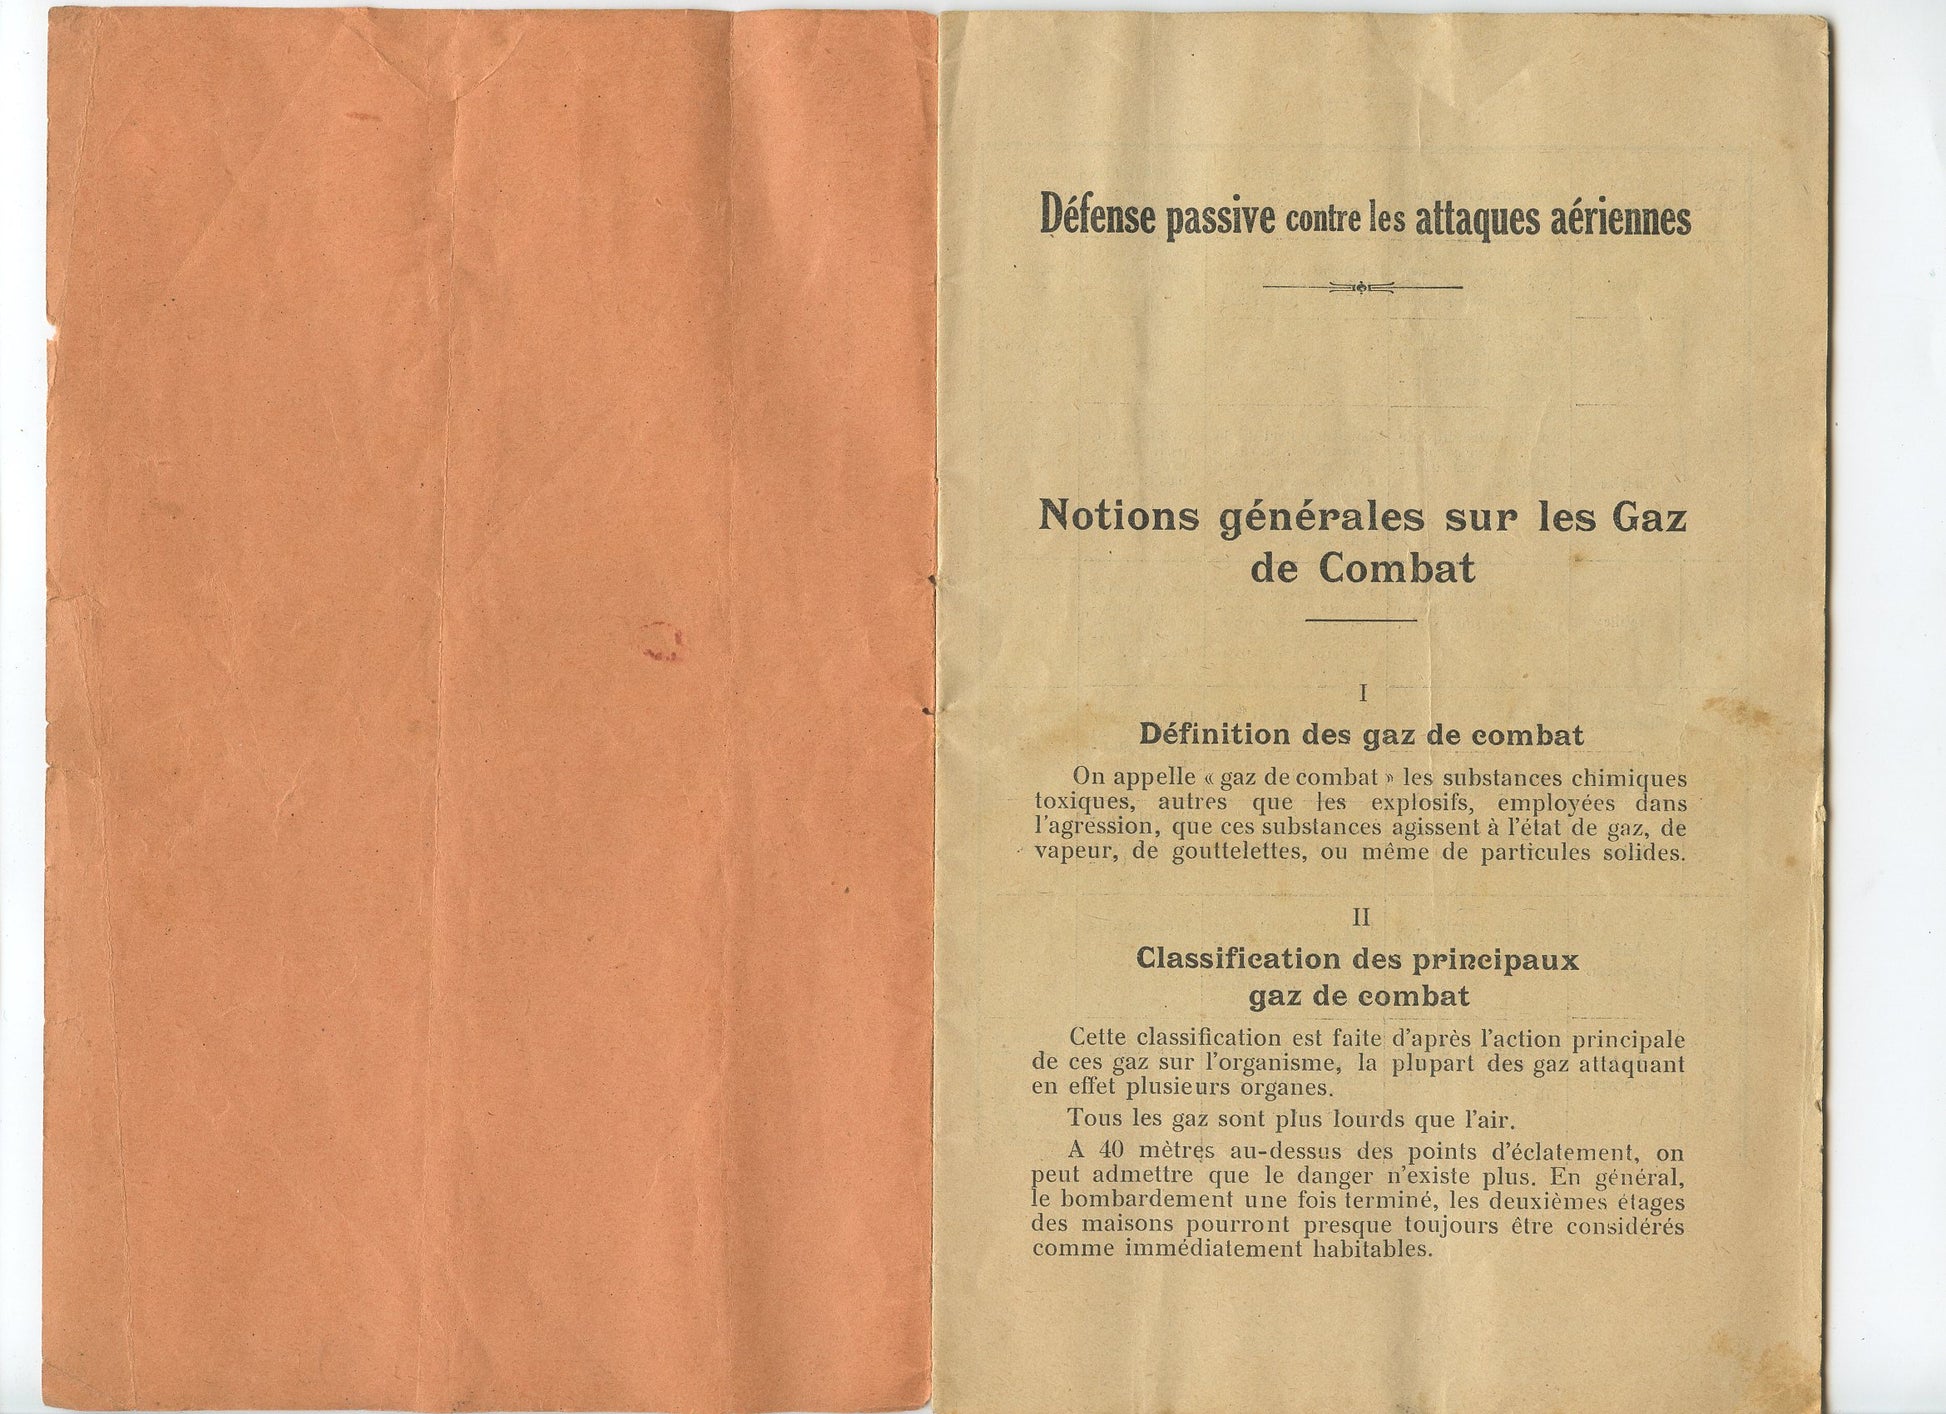 Défense passive contre les attaques aériennes
Notions générales sur les Gaz
de Combat
I
Définition des gaz de combat
On appelle « gaz de combat » les substances chimiques
toxiques, autres que les explosifs, employées dans
l'agression, que ces substances agissent à l'état de gaz, de
vapeur, de gouttelettes, ou même de particules solides.
II
Classification des principaux
gaz de combat
Cette classification est faite d'après l'action principale
de ces gaz sur l'organisme, la plupart des gaz attaquant
en effet plusieurs organes.
Tous les gaz sont plus lourds que l'air.
A 40 mètres au-dessus des points d'éclatement, on
peut admettre que le danger n'existe plus. En général,
le bombardement une fois terminé, les deuxièmes étages
des maisons pourront presque toujours être considérés
comme immédiatement habitables.